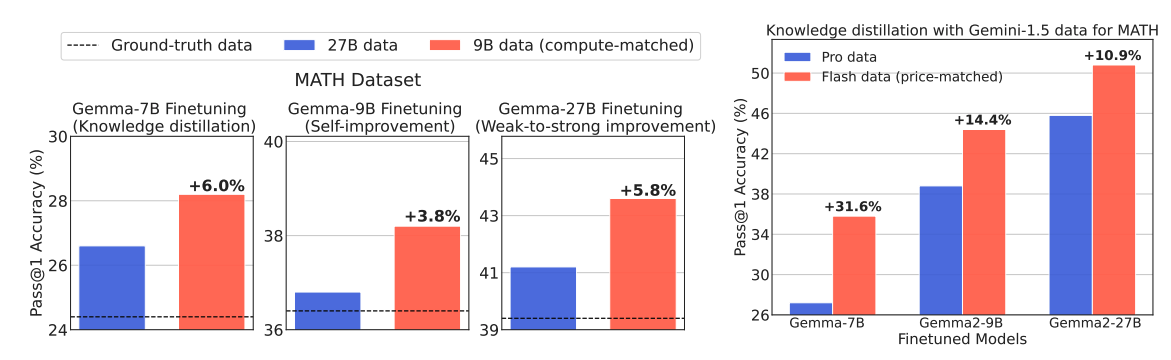 Ground-truth data
27B data
9B data (compute-matched)
MATH Dataset
Gemma-7B Finetuning
(Knowledge distillation)
Pass@1 Accuracy (%)
30
28
26
24
+6.0%
Gemma-9B Finetuning
(Self-improvement)
40
38
36
+3.8%
Gemma-27B Finetuning
(Weak-to-strong improvement)
45
43
41
39
+5.8%
Knowledge distillation with Gemini-1.5 data for MATH
Pro data
Flash data (price-matched)
Pass@1 Accuracy (%)
50
46
42
38
34
30
26
+31.6%
+14.4%
+10.9%
Gemma-7B
Gemma2-9B
Gemma2-27B
Finetuned Models